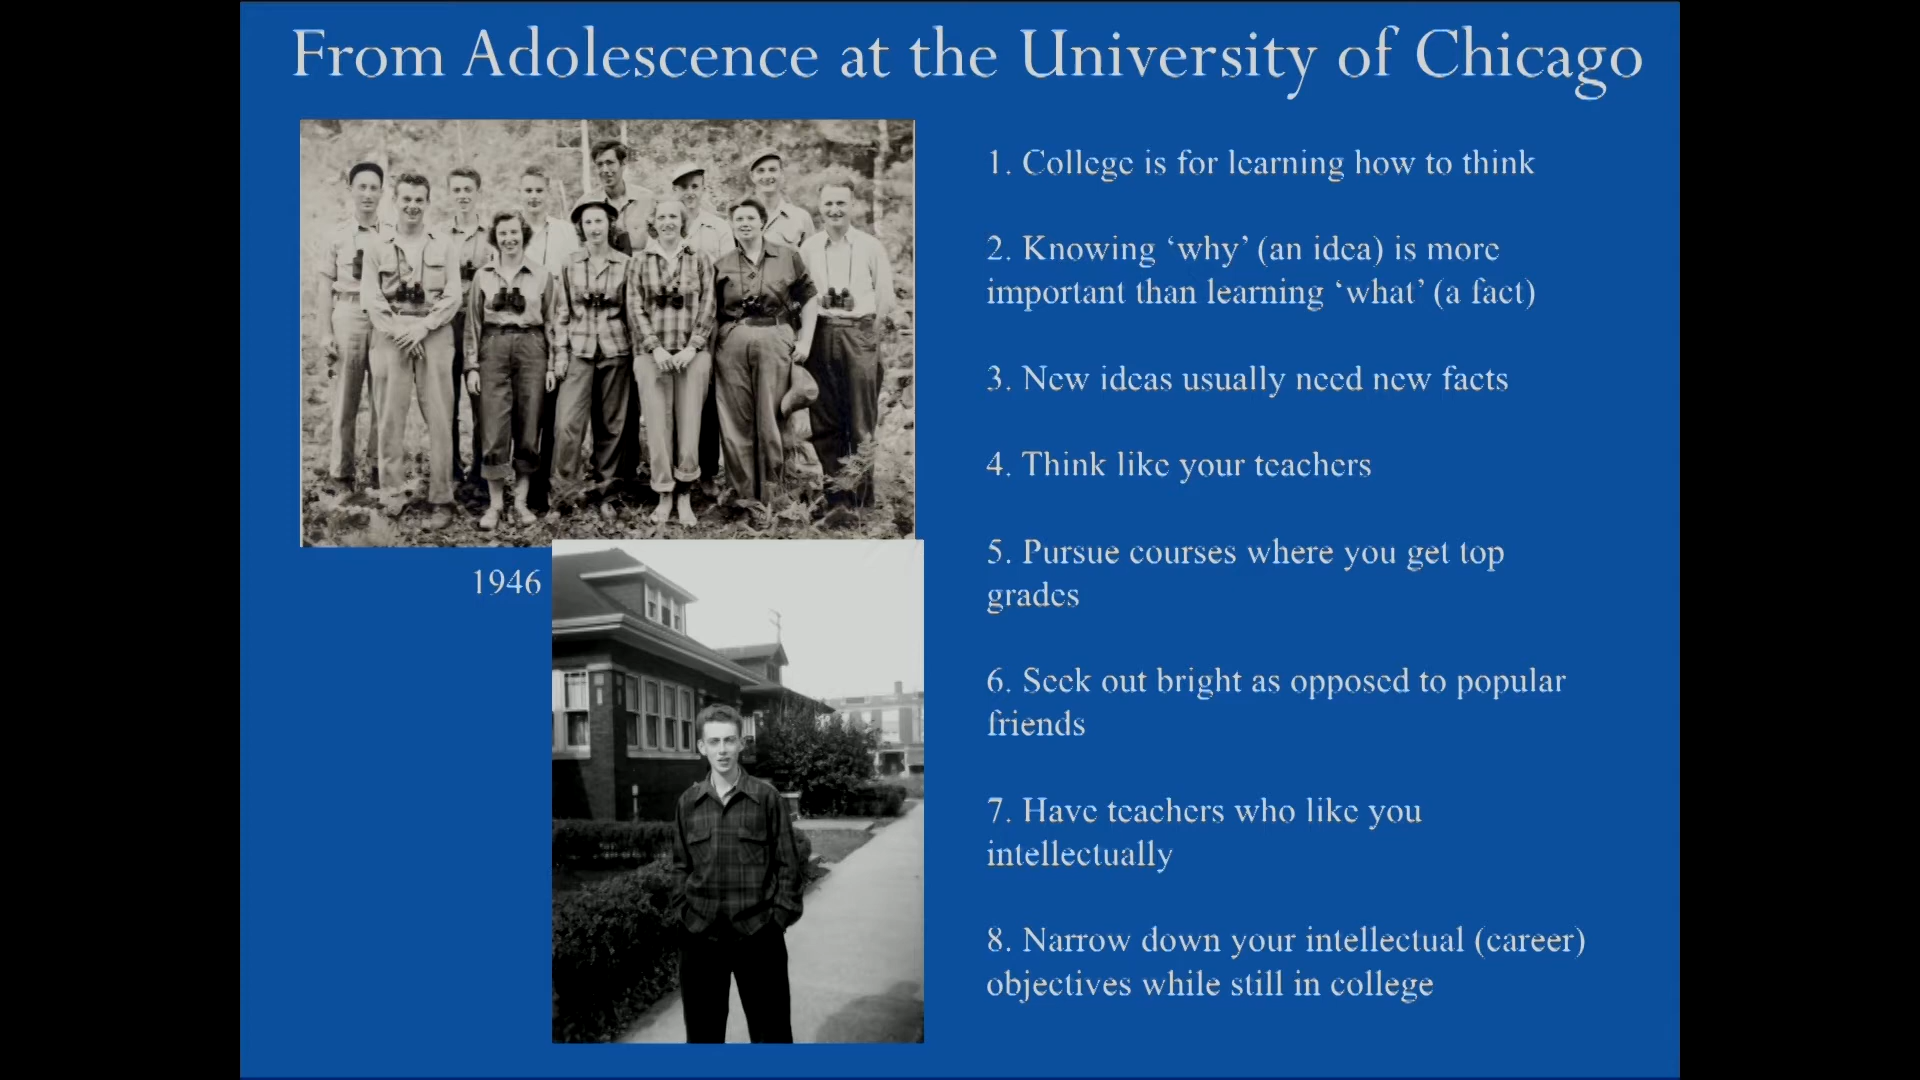 From Adolescence at the University of Chicago
1. College is for learning how to think
2. Knowing ‘why’ (an idea) is more
important than learning ‘what’ (a fact)
3. New ideas usually need new facts
4. Think like your teachers
5. Pursue courses where you get top
grades
1946
6. Seek out bright as opposed to popular
friends
7. Have teachers who like you
intellectually
8. Narrow down your intellectual (career)
objectives while still in college